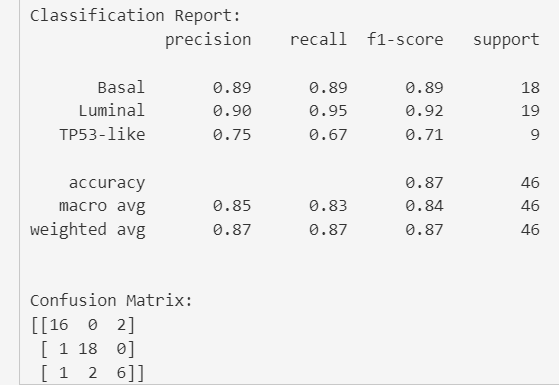 Classification Report:
precision recall f1-score support
Basal 0.89 0.89 0.89 18
Luminal 0.90 0.95 0.92 19
TP53-like 0.75 0.67 0.71 9
accuracy 0.87 46
macro avg 0.85 0.83 0.84 46
weighted avg 0.87 0.87 0.87 46
Confusion Matrix:
[[16 0 2]
[ 1 18 0]
[ 1 2 6]]